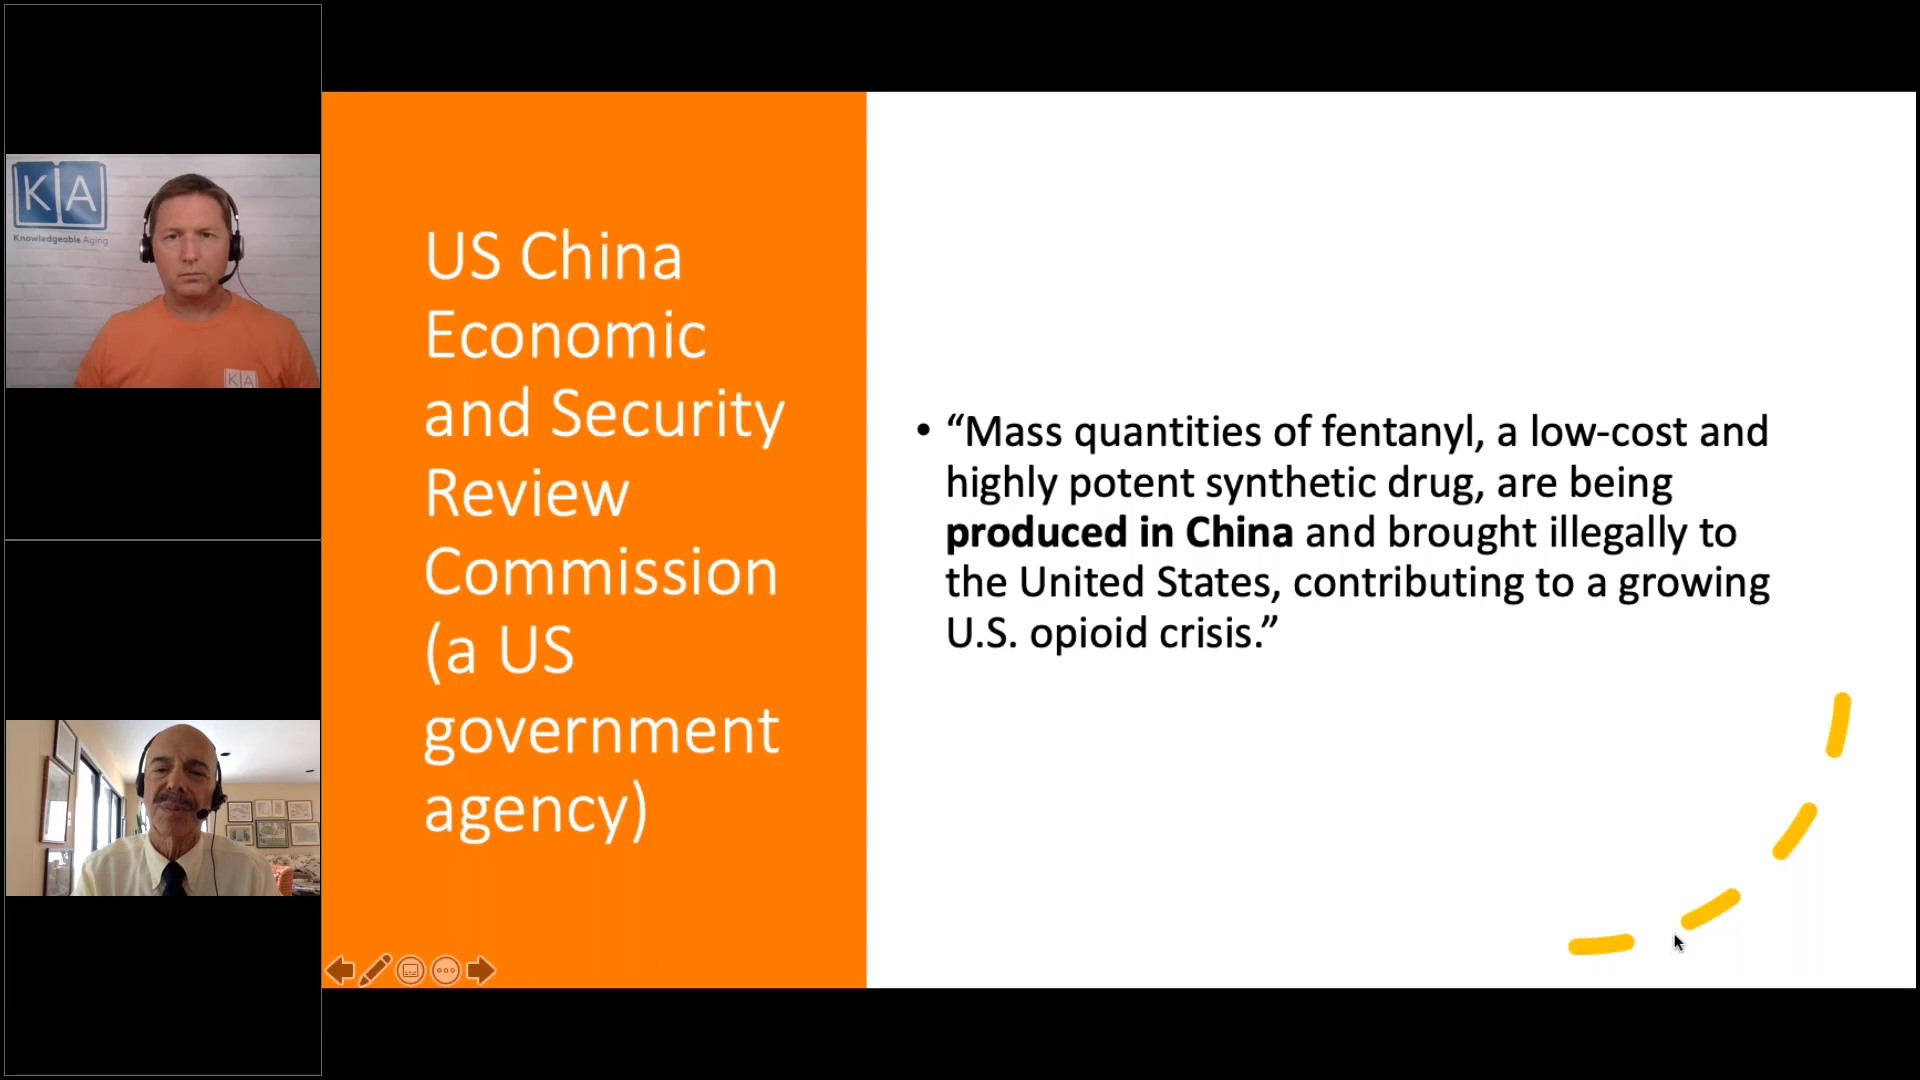 K A
Knowledgeable Aging
KA
US China
Economic
and Security
Review
Commission
(a US
government
agency)
• “Mass quantities of fentanyl, a low-cost and
highly potent synthetic drug, are being
produced in China and brought illegally to
the United States, contributing to a growing
U.S. opioid crisis.”